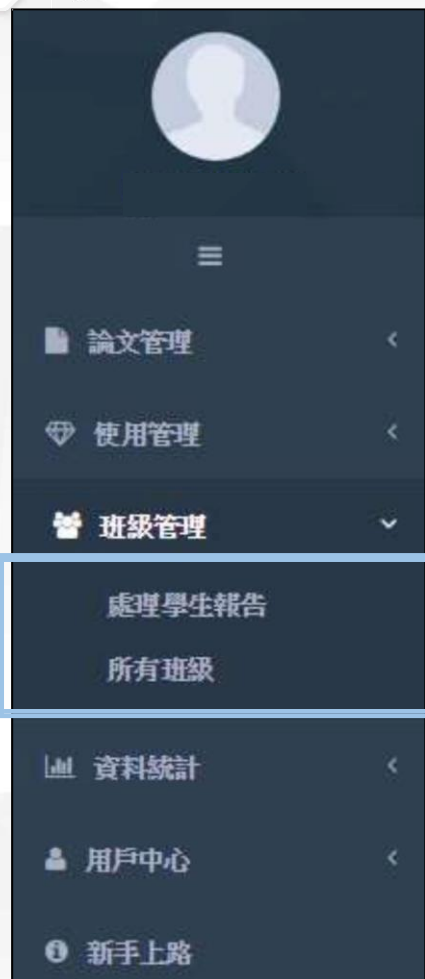 論文管理
使用管理
班級管理
處理學生報告
所有班級
資料統計
用戶中心
新手上路